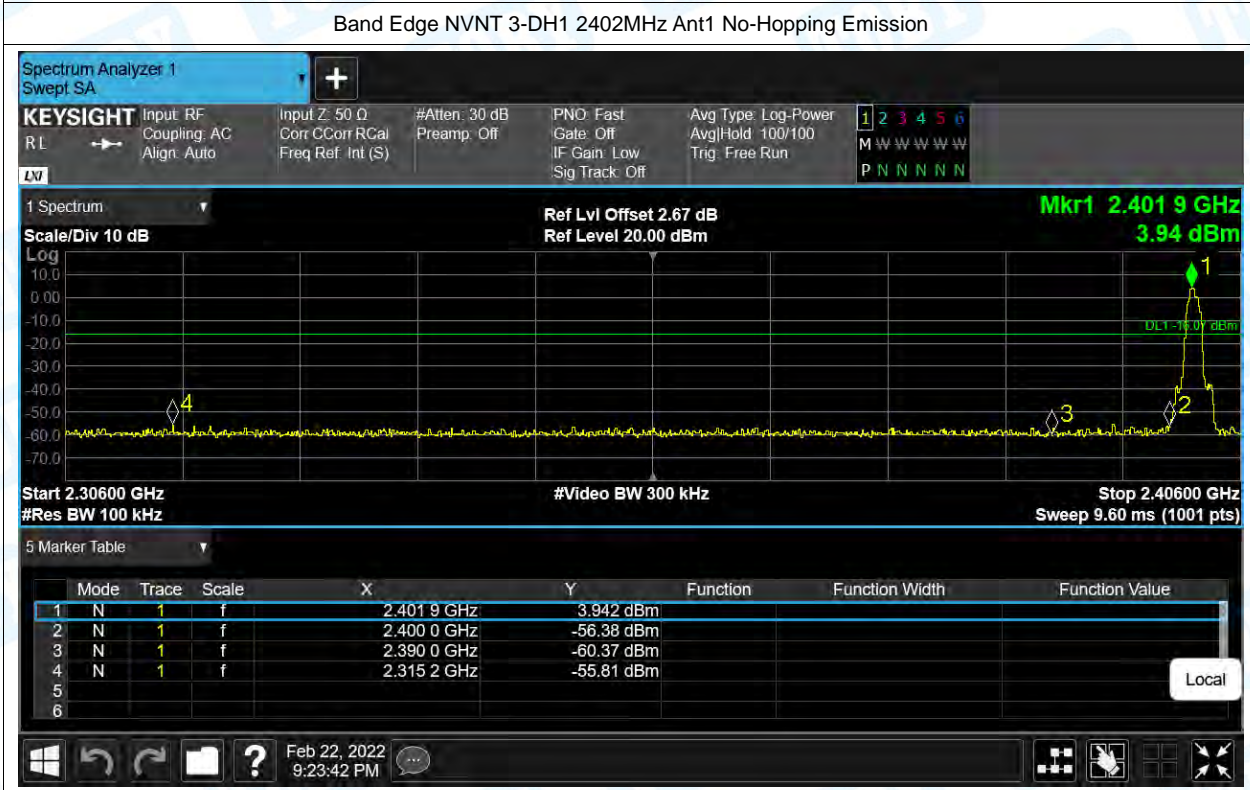 Band Edge NVNT 3-DH1 2402MHz Ant1 No-Hopping Emission
Spectrum Analyzer 1
Swept SA
+
KEYSIGHT
R L
LXI
Input: RF
Coupling: AC
Align: Auto
Input Z: 50 Ω
Corr CCorr RCal
Freq Ref: Int (S)
#Atten: 30 dB
Preamp: Off
PNO: Fast
Gate: Off
IF Gain: Low
Sig Track: Off
Avg Type: Log-Power
Avg|Hold: 100/100
Trig: Free Run
1 2 3 4 5 6
M W W W W W
P N N N N N
1 Spectrum
Scale/Div 10 dB
Ref Lvl Offset 2.67 dB
Ref Level 20.00 dBm
Mkr1 2.401 9 GHz
3.94 dBm
Log
10.0
0.00
-10.0
-20.0
-30.0
-40.0
-50.0
-60.0
-70.0
1
DL1 -16.07 dBm
4
3
2
Start 2.30600 GHz
#Video BW 300 kHz
Stop 2.40600 GHz
#Res BW 100 kHz
Sweep 9.60 ms (1001 pts)
5 Marker Table
Mode Trace Scale X Y Function Function Width Function Value
1 N 1 f 2.401 9 GHz 3.942 dBm
2 N 1 f 2.400 0 GHz -56.38 dBm
3 N 1 f 2.390 0 GHz -60.37 dBm
4 N 1 f 2.315 2 GHz -55.81 dBm
5
6
Local
?
Feb 22, 2022
9:23:42 PM